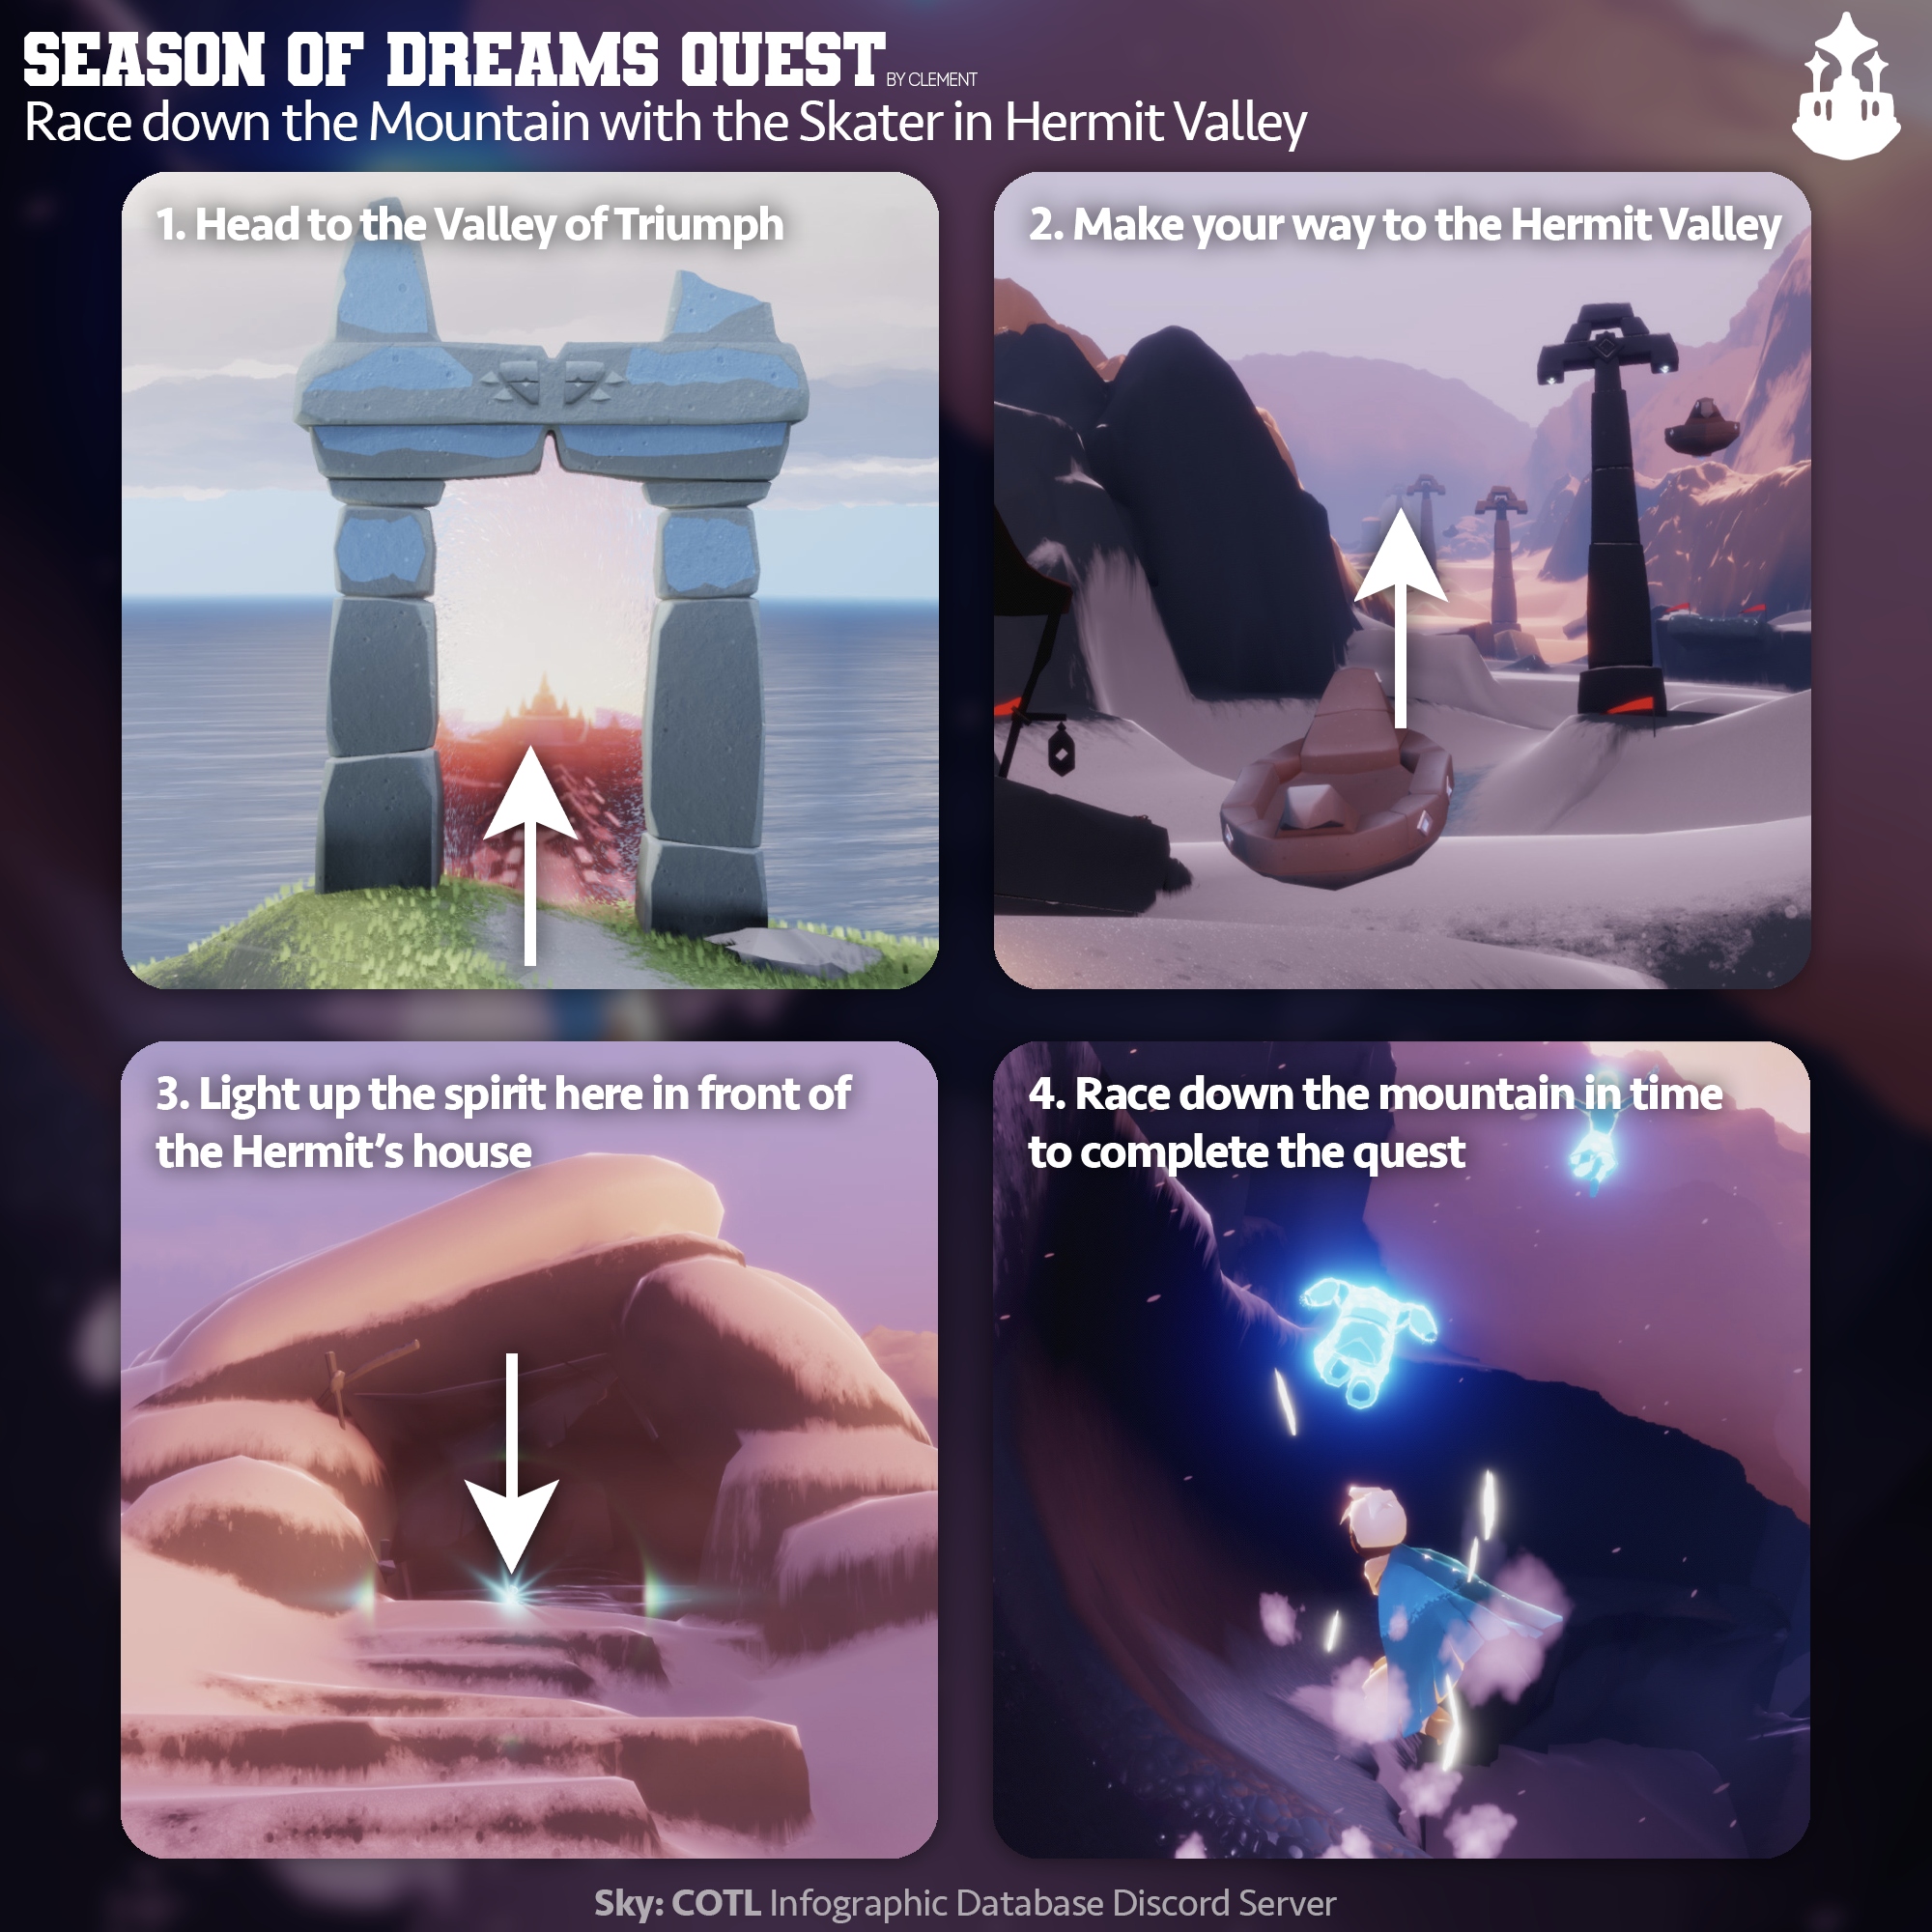 SEASON OF DREAMS QUEST BY CLEMENT
Race down the Mountain with the Skater in Hermit Valley
1. Head to the Valley of Triumph
2. Make your way to the Hermit Valley
3. Light up the spirit here in front of
the Hermit’s house
4. Race down the mountain in time
to complete the quest
Sky: COTL Infographic Database Discord Server